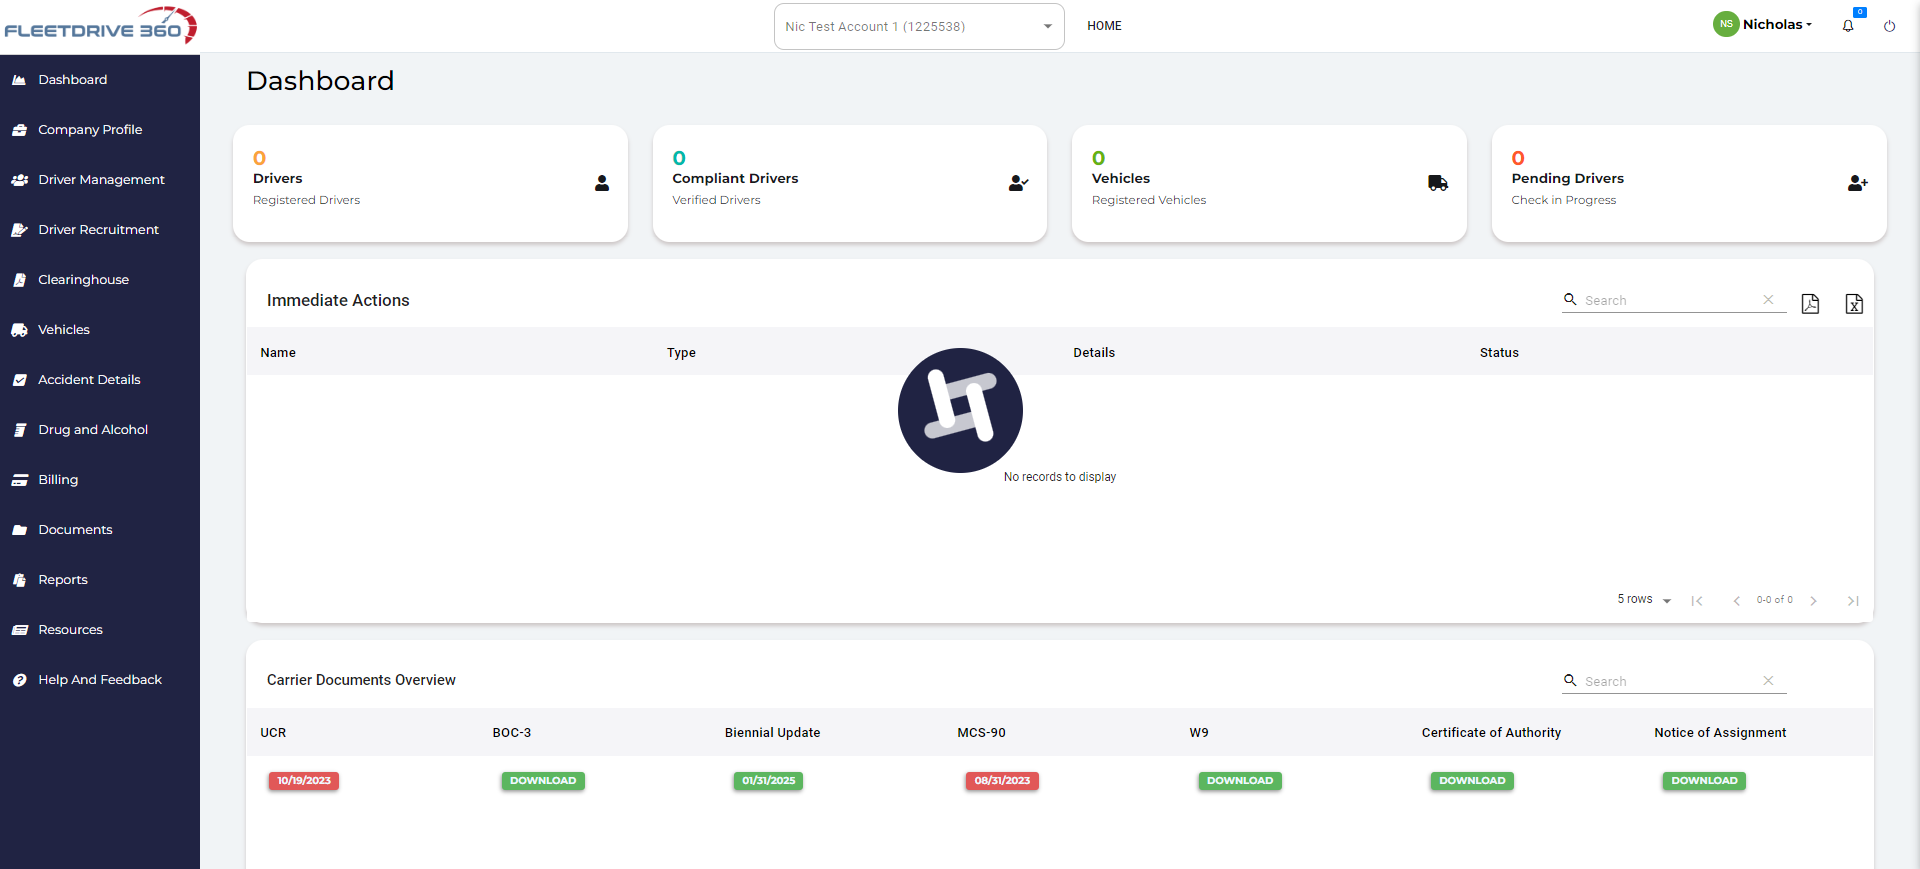 FLEETDRIVE 360
Nic Test Account 1 (1225538)
HOME
NS
Nicholas
0
Dashboard
Company Profile
Driver Management
Driver Recruitment
Clearinghouse
Vehicles
Accident Details
Drug and Alcohol
Billing
Documents
Reports
Resources
Help And Feedback
Dashboard
0
Drivers
Registered Drivers
0
Compliant Drivers
Verified Drivers
0
Vehicles
Registered Vehicles
0
Pending Drivers
Check in Progress
Immediate Actions
Search
Name Type Details Status
No records to display
5 rows 0-0 of 0
Carrier Documents Overview
Search
UCR BOC-3 Biennial Update MCS-90 W9 Certificate of Authority Notice of Assignment
10/19/2023 DOWNLOAD 01/31/2025 08/31/2023 DOWNLOAD DOWNLOAD DOWNLOAD